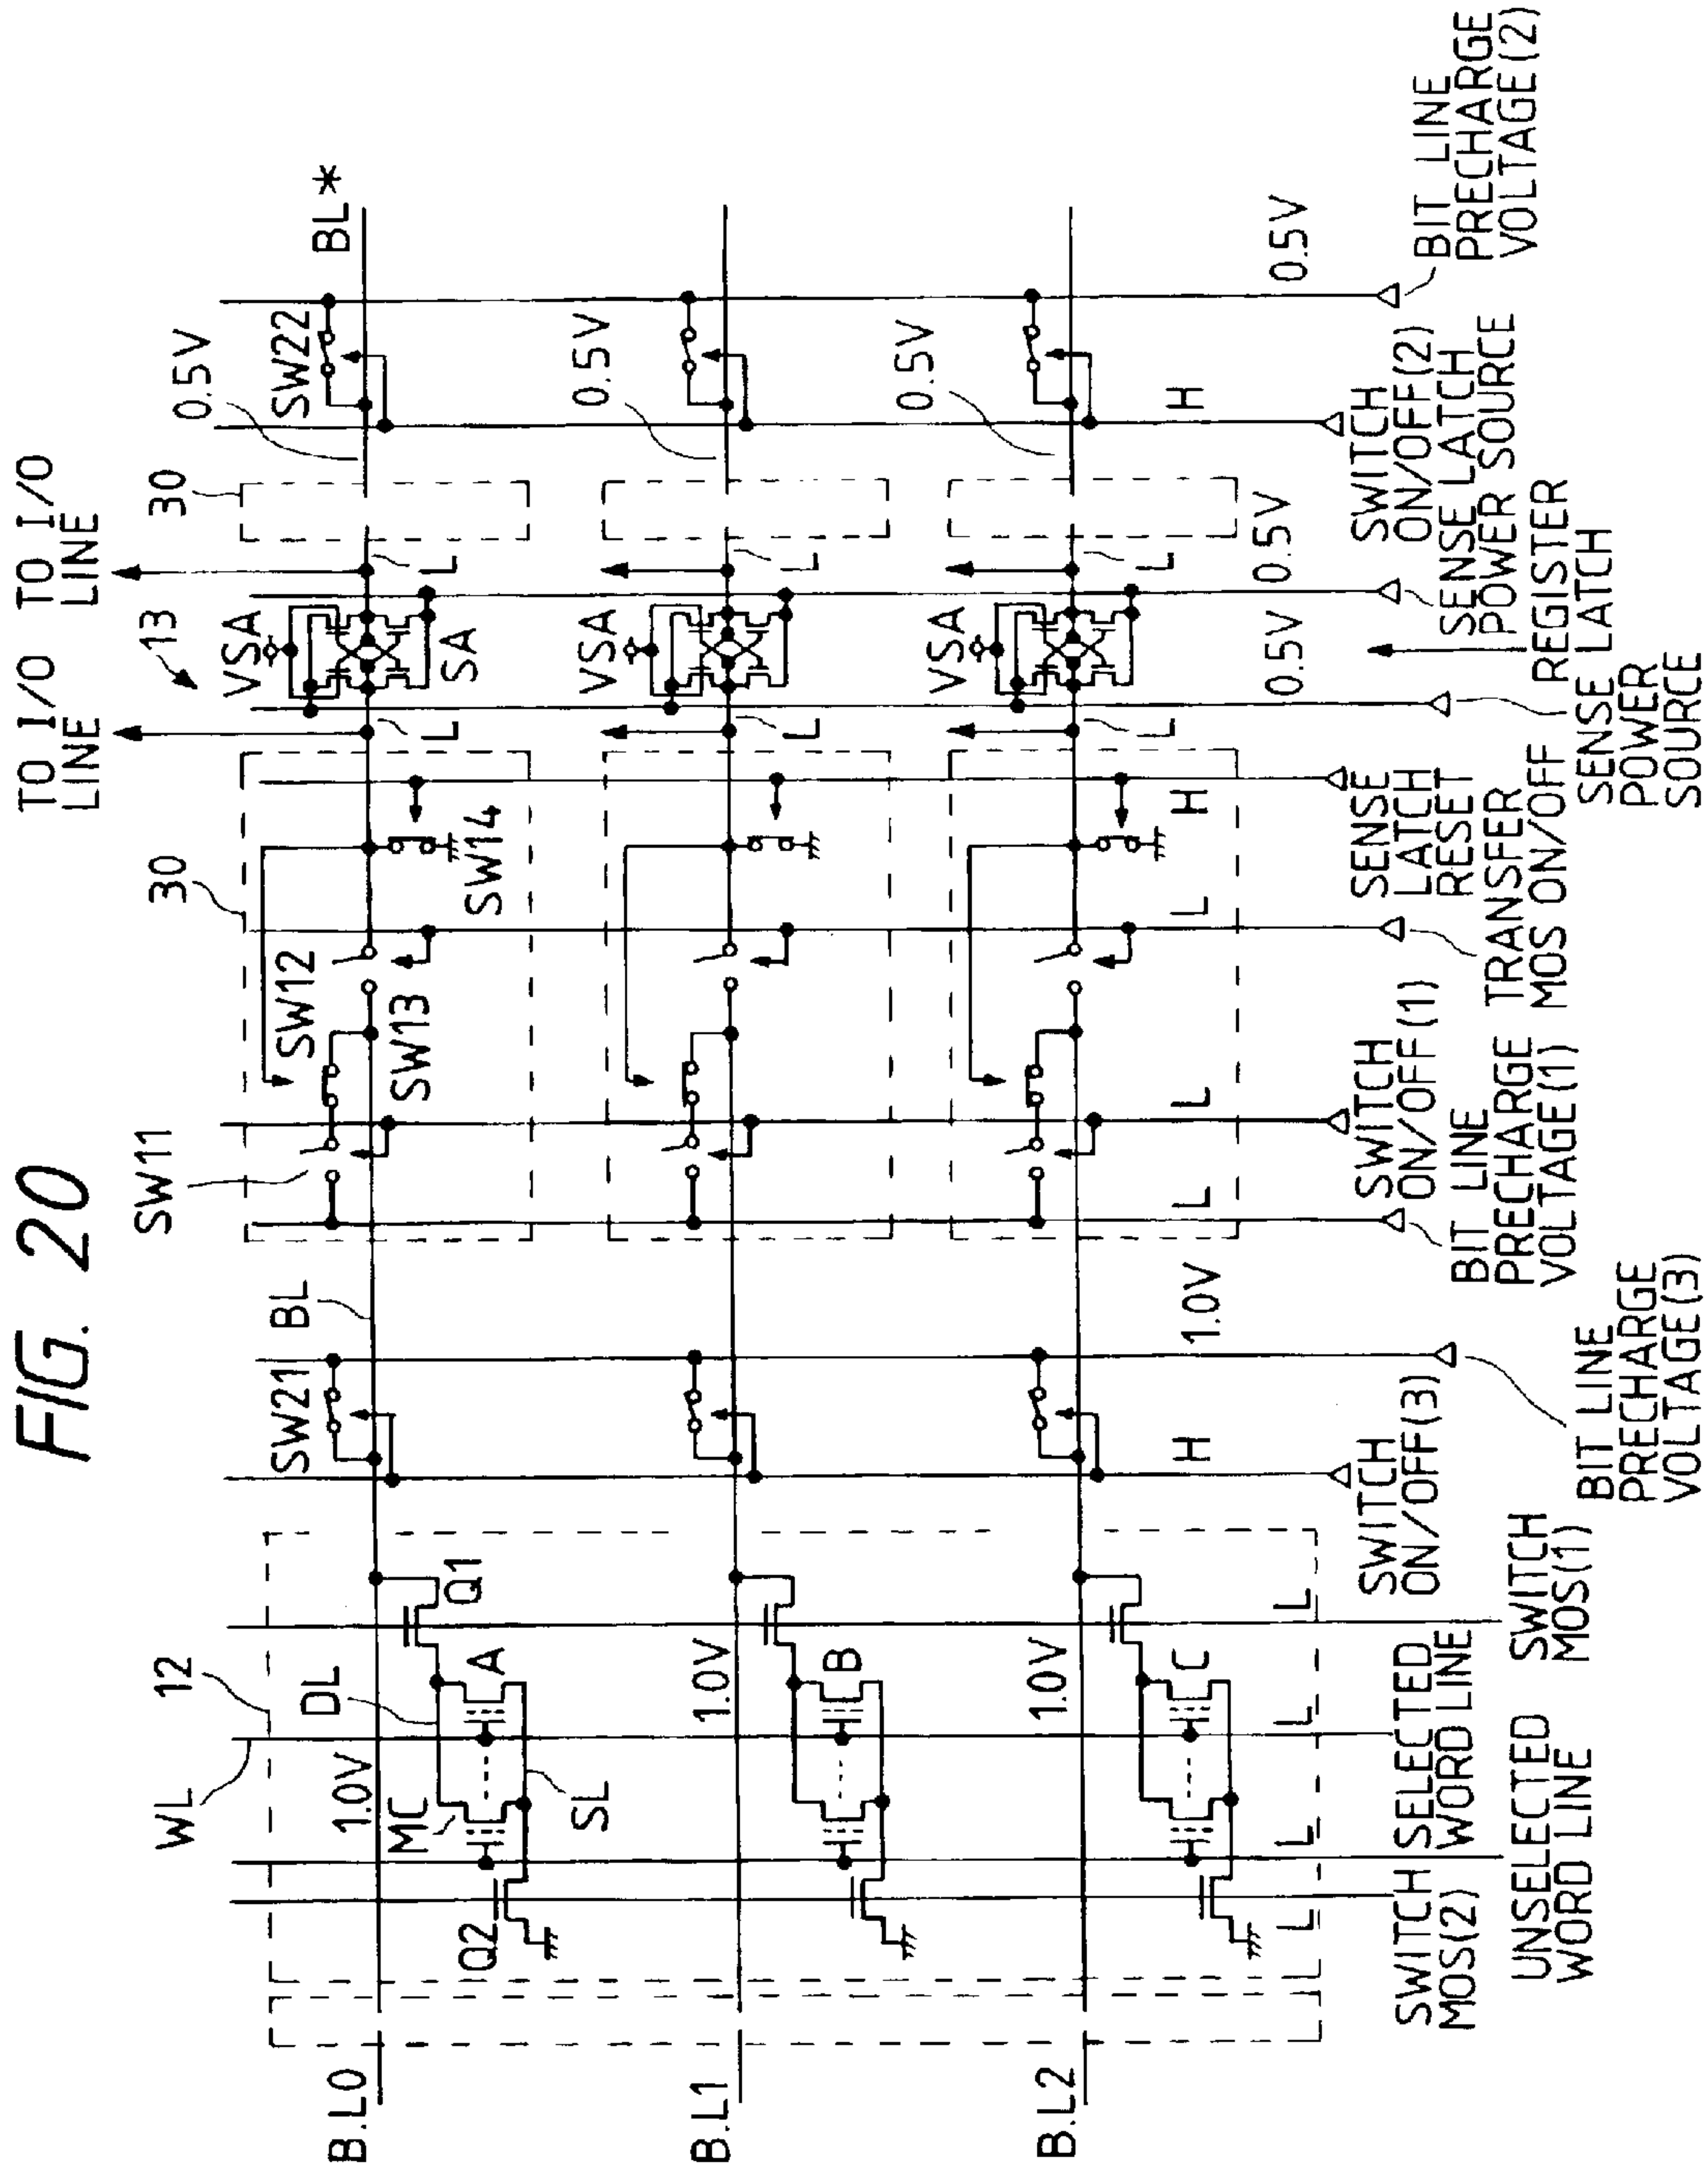 FIG. 20
TO I/O
LINE
TO I/O
LINE
13
30
30
SW11
SW12
SW13
SW14
VSA
SA
0.5V
SW22
BL*
WL
12
DL
1.0V
MC
A
SL
Q1
Q2
SW21
BL
L
L
B.L0
1.0V
B
VSA
L
L
0.5V
B.L1
1.0V
C
VSA
L
L
0.5V
B.L2
L
L
L
L
H
1.0V
L
L
L
H
0.5V
0.5V
H
0.5V
SWITCH
MOS(2)
UNSELECTED
WORD LINE
SELECTED
WORD LINE
SWITCH
MOS(1)
SWITCH
ON/OFF(3)
BIT LINE
PRECHARGE
VOLTAGE(3)
BIT LINE
PRECHARGE
VOLTAGE(1)
SWITCH
ON/OFF(1)
TRANSFER
MOS ON/OFF
SENSE
LATCH
RESET
SENSE LATCH
POWER
SOURCE
REGISTER
SENSE LATCH
POWER SOURCE
SWITCH
ON/OFF(2)
BIT LINE
PRECHARGE
VOLTAGE(2)